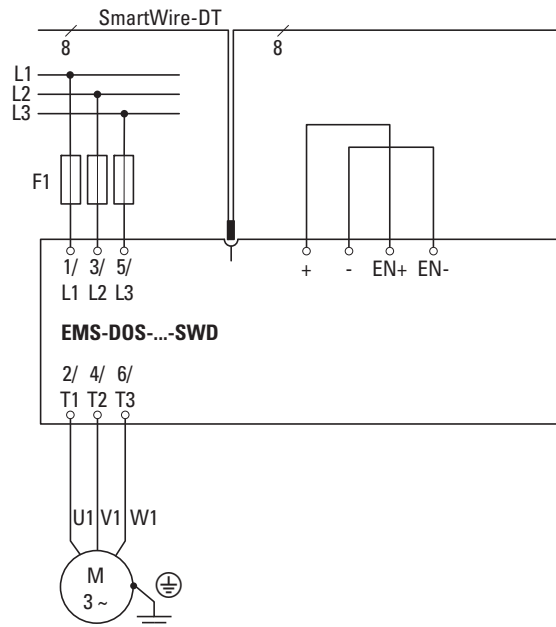 SmartWire-DT
8 8
L1
L2
L3
F1
1/ 3/ 5/
L1 L2 L3
+ - EN+ EN-
EMS-DOS-...-SWD
2/ 4/ 6/
T1 T2 T3
U1 V1 W1
M
3 ~